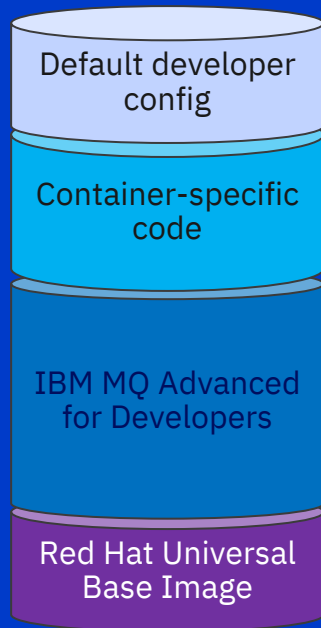 Default developer
config
Container-specific
code
IBM MQ Advanced
for Developers
Red Hat Universal
Base Image